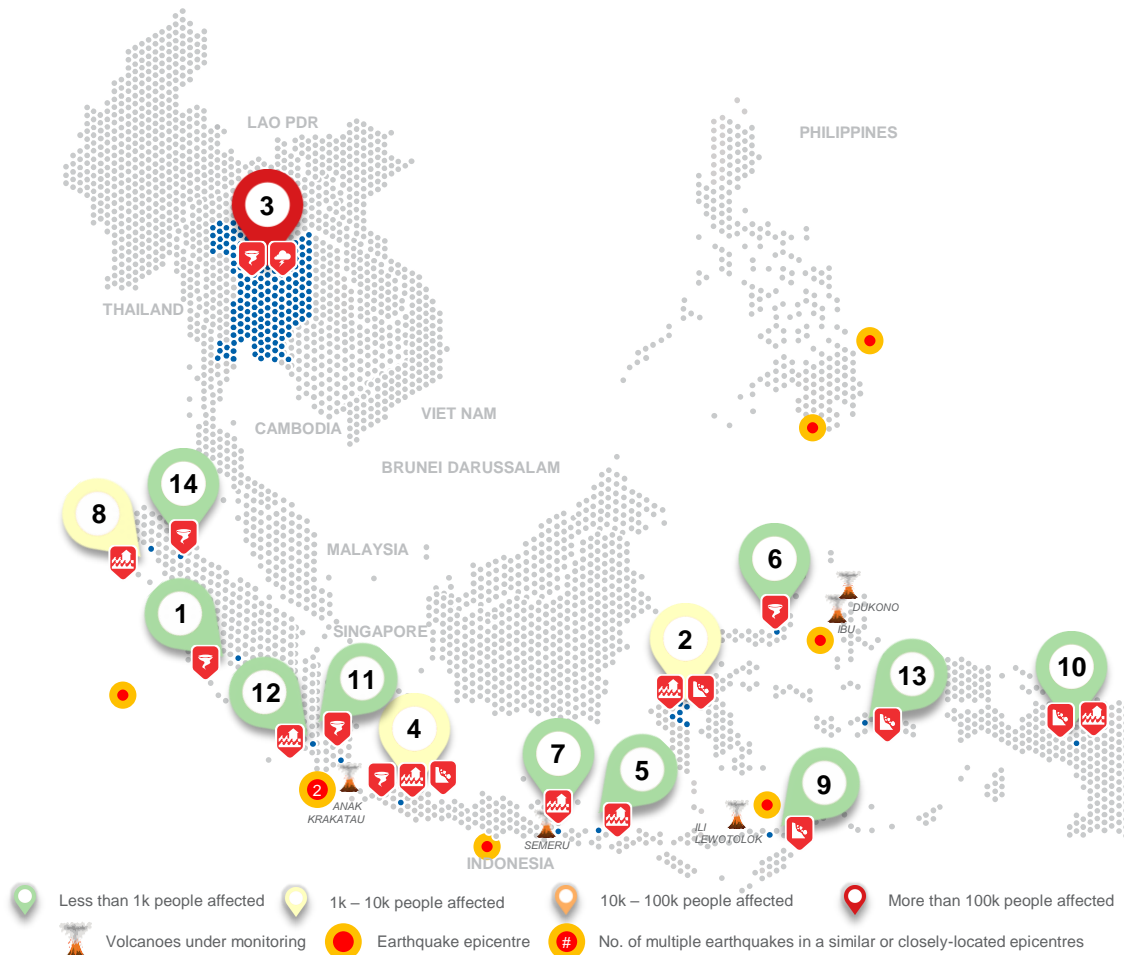 LAO PDR
PHILIPPINES
3
THAILAND
VIET NAM
CAMBODIA
BRUNEI DARUSSALAM
14
8
MALAYSIA
6
DUKONO
IBU
1
SINGAPORE
2
11
12
13
10
4
7
5
9
2
ANAK
KRAKATAU
ILI
LEWOTOLOK
SEMERU
INDONESIA
Less than 1k people affected
1k – 10k people affected
10k – 100k people affected
More than 100k people affected
Volcanoes under monitoring
Earthquake epicentre
# No. of multiple earthquakes in a similar or closely-located epicentres